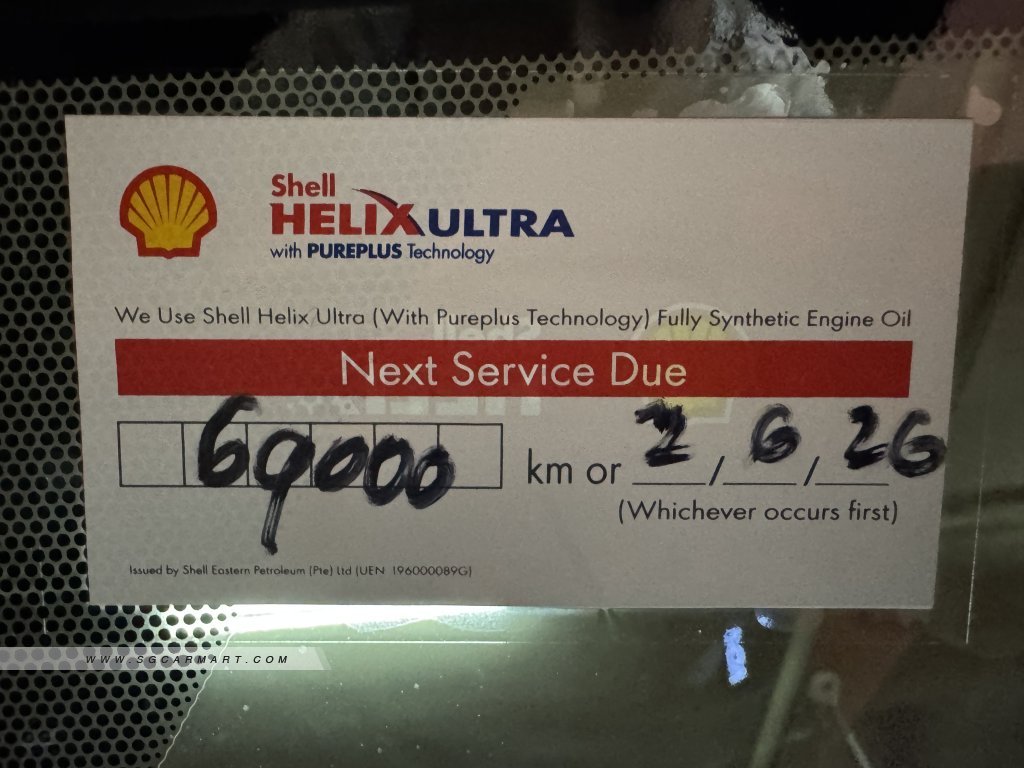 Shell
HELIX ULTRA
with PUREPLUS Technology
We Use Shell Helix Ultra (With Pureplus Technology) Fully Synthetic Engine Oil
Next Service Due
69000 km or 2/6/26
(Whichever occurs first)
Issued by Shell Eastern Petroleum (Pte) Ltd (UEN 196000089G)
WWW.SGCARMART.COM